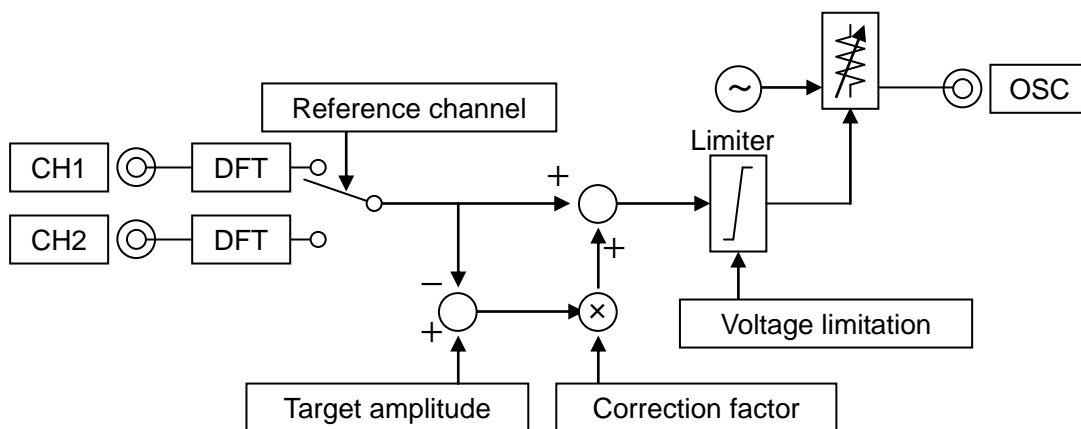 OSC
Reference channel
Limiter
CH1
DFT
CH2
DFT
+
+
−
+
×
~
Voltage limitation
Target amplitude
Correction factor